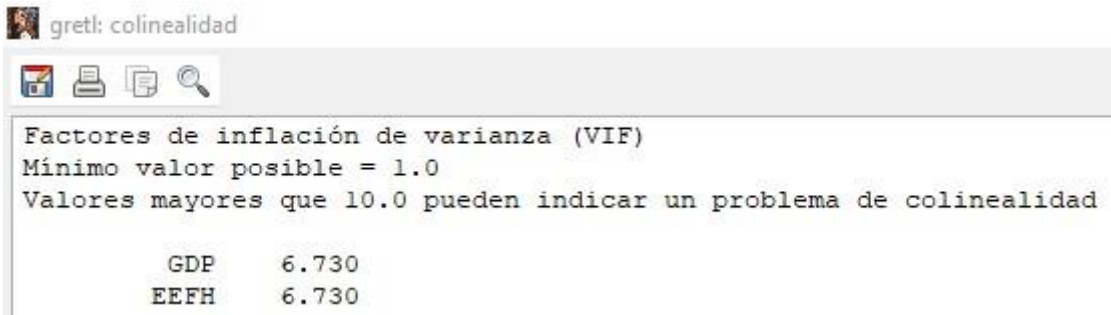 gretl: colinealidad
Factores de inflación de varianza (VIF)
Mínimo valor posible = 1.0
Valores mayores que 10.0 pueden indicar un problema de colinealidad
GDP 6.730
EEFH 6.730